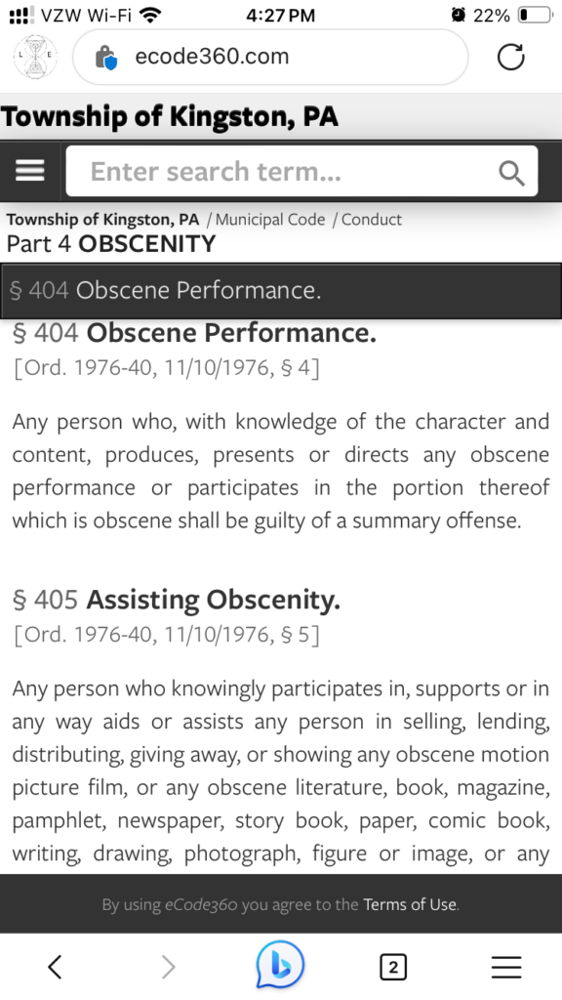 VZW Wi-Fi 4:27 PM 22%
L E
ecode360.com
Township of Kingston, PA
Enter search term...
Township of Kingston, PA / Municipal Code / Conduct
Part 4 OBSCENITY
§ 404 Obscene Performance.
§ 404 Obscene Performance.
[Ord. 1976-40, 11/10/1976, § 4]
Any person who, with knowledge of the character and
content, produces, presents or directs any obscene
performance or participates in the portion thereof
which is obscene shall be guilty of a summary offense.
§ 405 Assisting Obscenity.
[Ord. 1976-40, 11/10/1976, § 5]
Any person who knowingly participates in, supports or in
any way aids or assists any person in selling, lending,
distributing, giving away, or showing any obscene motion
picture film, or any obscene literature, book, magazine,
pamphlet, newspaper, story book, paper, comic book,
writing, drawing, photograph, figure or image, or any
By using eCode360 you agree to the Terms of Use.
2